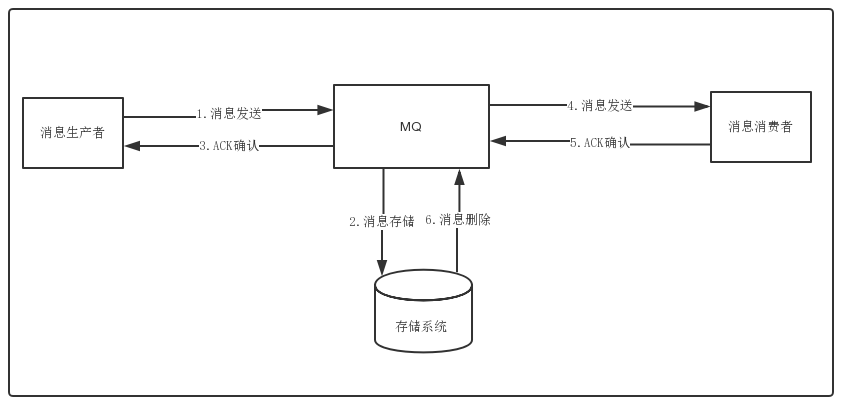 消息生产者
1.消息发送
3.ACK确认
MQ
4.消息发送
5.ACK确认
消息消费者
2.消息存储
6.消息删除
存储系统